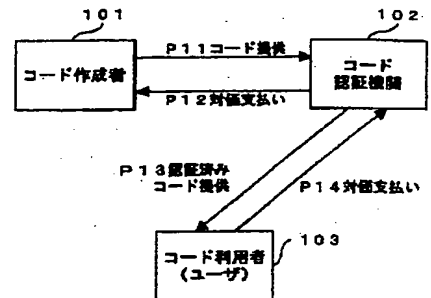 １０１
１０２
コード作成者
Ｐ１１コード提供
コード
認証機関
Ｐ１２対価支払い
Ｐ１３認証済み
コード提供
Ｐ１４対価支払い
コード利用者
（ユーザ）
１０３